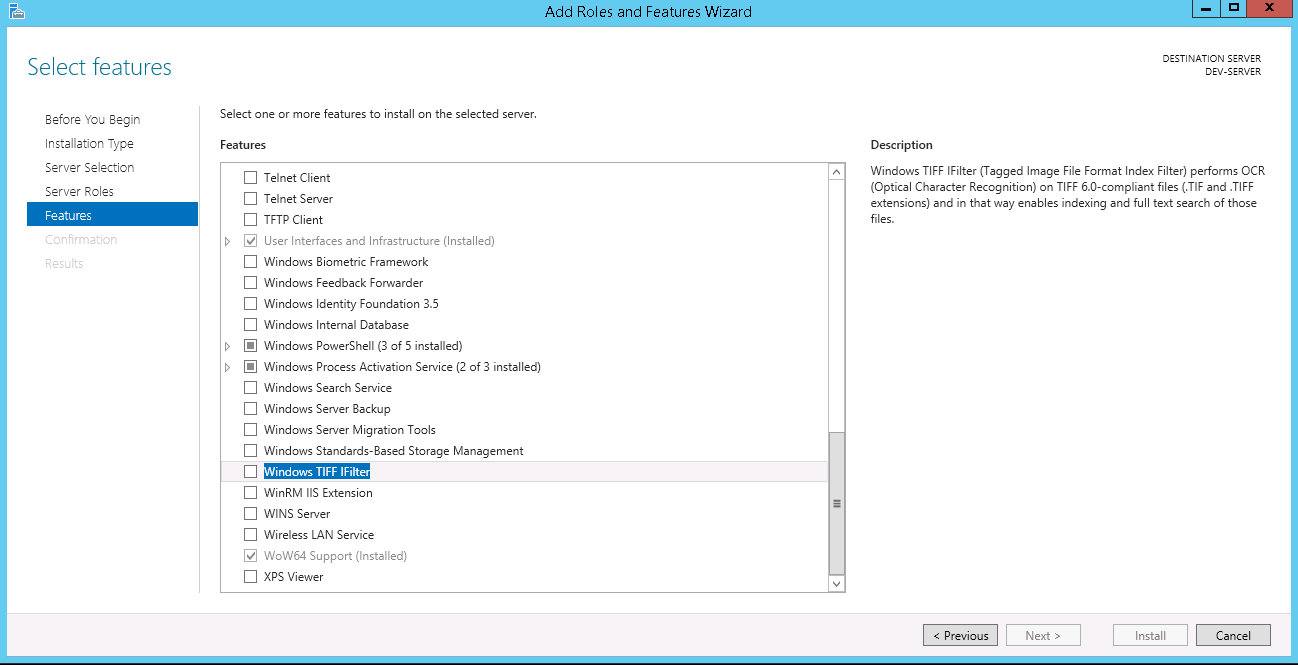 Add Roles and Features Wizard
Select features
DESTINATION SERVER
DEV-SERVER
Before You Begin
Installation Type
Server Selection
Server Roles
Features
Confirmation
Results
Select one or more features to install on the selected server.
Features
Telnet Client
Telnet Server
TFTP Client
User Interfaces and Infrastructure (Installed)
Windows Biometric Framework
Windows Feedback Forwarder
Windows Identity Foundation 3.5
Windows Internal Database
Windows PowerShell (3 of 5 installed)
Windows Process Activation Service (2 of 3 installed)
Windows Search Service
Windows Server Backup
Windows Server Migration Tools
Windows Standards-Based Storage Management
Windows TIFF IFilter
WinRM IIS Extension
WINS Server
Wireless LAN Service
WoW64 Support (Installed)
XPS Viewer
Description
Windows TIFF IFilter (Tagged Image File Format Index Filter) performs OCR
(Optical Character Recognition) on TIFF 6.0-compliant files (.TIF and .TIFF
extensions) and in that way enables indexing and full text search of those
files.
< Previous
Next >
Install
Cancel